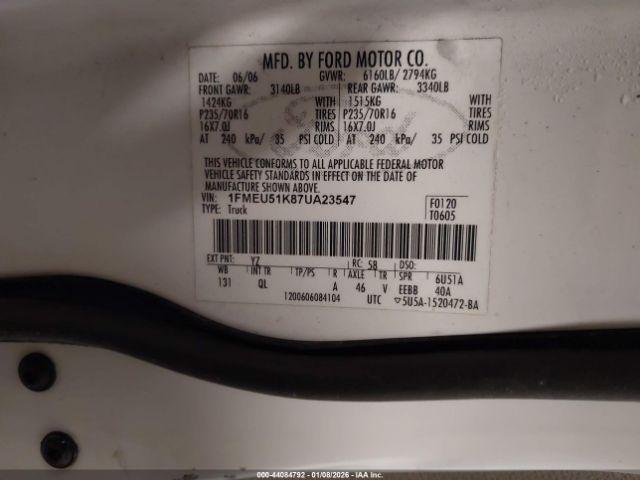 MFD. BY FORD MOTOR CO.
DATE: 06/06 GVWR: 6160LB/ 2794KG
FRONT GAWR: 3140LB REAR GAWR: 3340LB
1424KG WITH 1515KG WITH
P235/70R16 TIRES P235/70R16 TIRES
16X7.0J RIMS 16X7.0J RIMS
AT 240 kPa/ 35 PSI COLD AT 240 kPa/ 35 PSI COLD
THIS VEHICLE CONFORMS TO ALL APPLICABLE FEDERAL MOTOR
VEHICLE SAFETY STANDARDS IN EFFECT ON THE DATE OF
MANUFACTURE SHOWN ABOVE.
VIN: 1FMEU51K87UA23547 F0120
TYPE: Truck T0605
EXT PNT: YZ RC: 58 DSO:
WB INT TR TP/PS R AXLE TR SPR 6U51A
131 QL A 46 V EEBB 40A
1200606084104 UTC ▽5U5A-1520472-BA
000-44084792 - 01/08/2026 - IAA Inc.